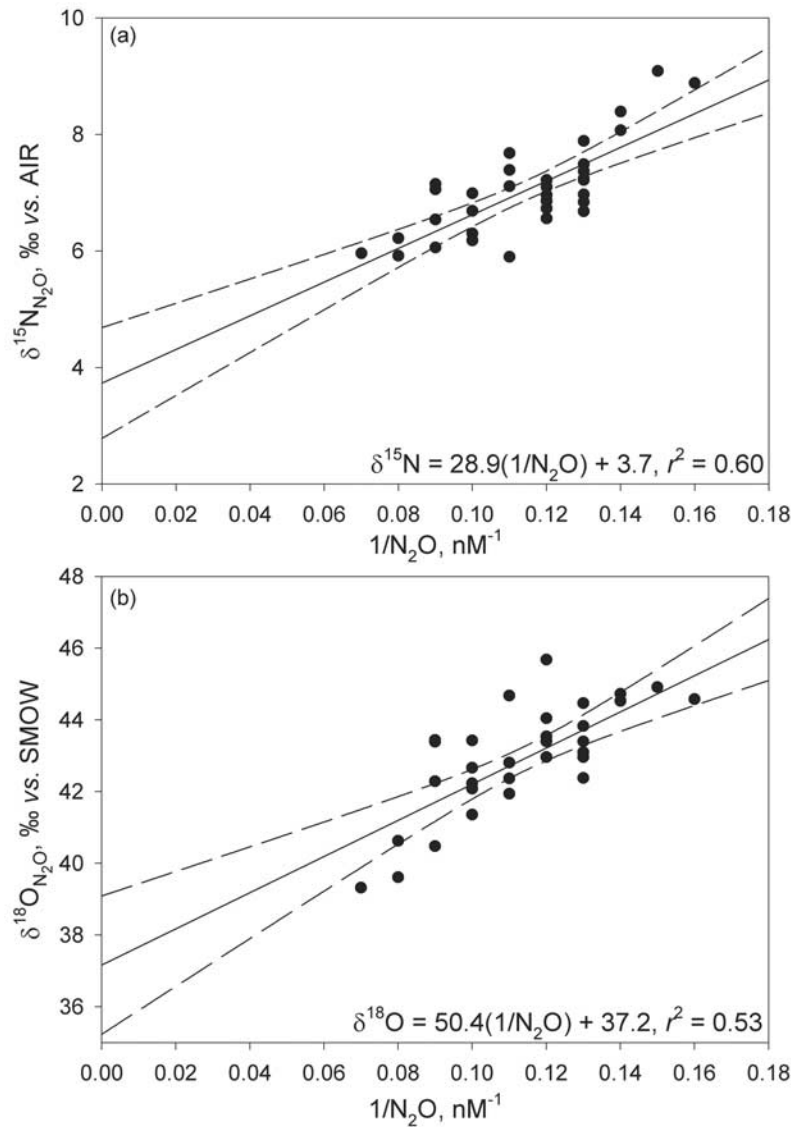 (a)
10
8
6
4
2
δ¹⁵N_N₂O, ‰ vs. AIR
δ¹⁵N = 28.9(1/N₂O) + 3.7, r² = 0.60
0.00 0.02 0.04 0.06 0.08 0.10 0.12 0.14 0.16 0.18
1/N₂O, nM⁻¹
(b)
48
46
44
42
40
38
36
δ¹⁸O_N₂O, ‰ vs. SMOW
δ¹⁸O = 50.4(1/N₂O) + 37.2, r² = 0.53
0.00 0.02 0.04 0.06 0.08 0.10 0.12 0.14 0.16 0.18
1/N₂O, nM⁻¹